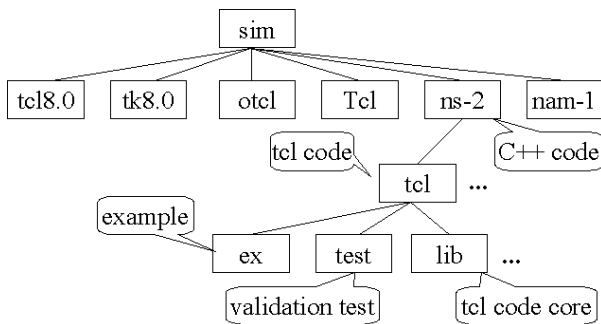 sim
tcl8.0 tk8.0 otcl Tcl ns-2 nam-1
tcl code C++ code
tcl ...
example
ex test lib ...
validation test tcl code core